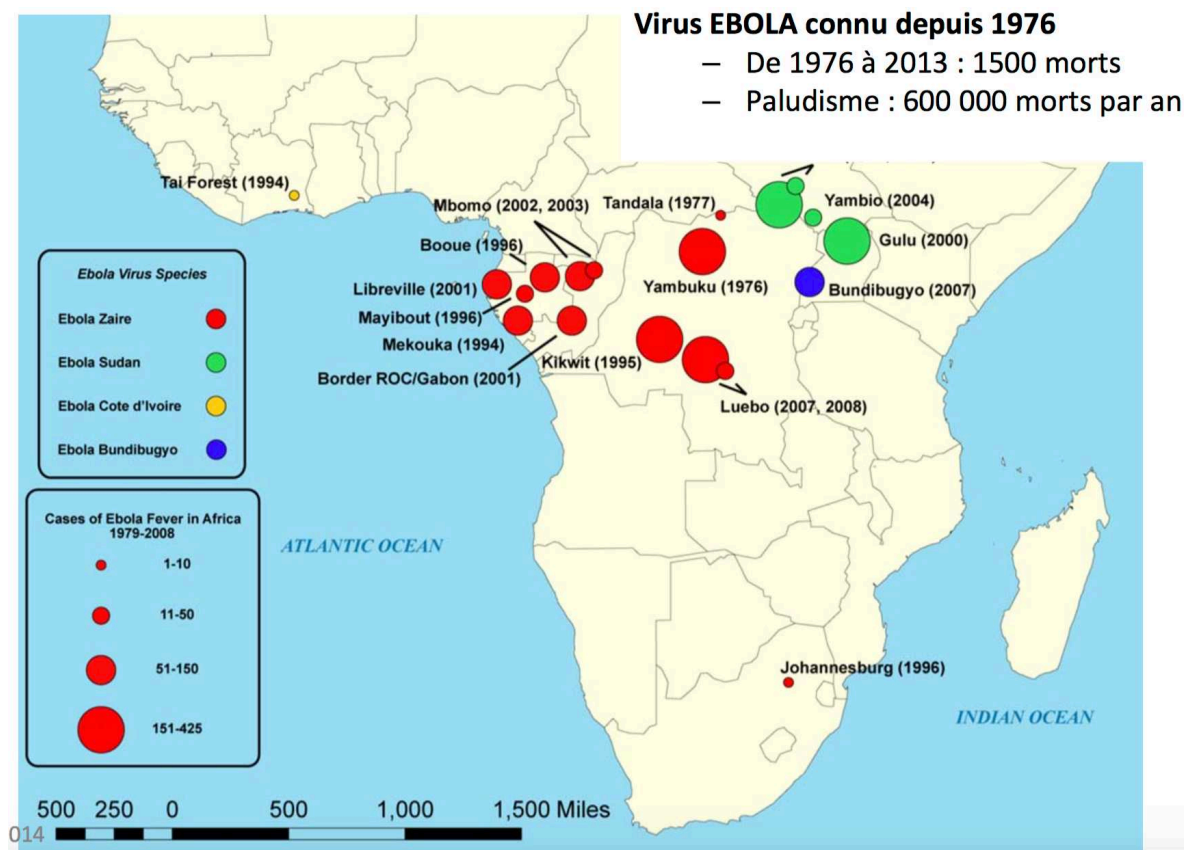 Virus EBOLA connu depuis 1976
– De 1976 à 2013 : 1500 morts
– Paludisme : 600 000 morts par an
Tai Forest (1994)
Mbomo (2002, 2003)
Tandala (1977)
Yambio (2004)
Booue (1996)
Gulu (2000)
Libreville (2001)
Yambuku (1976)
Bundibugyo (2007)
Mayibout (1996)
Mekouka (1994)
Kikwit (1995)
Border ROC/Gabon (2001)
Luebo (2007, 2008)
Ebola Virus Species
Ebola Zaire
Ebola Sudan
Ebola Cote d'Ivoire
Ebola Bundibugyo
Cases of Ebola Fever in Africa
1979-2008
1-10
11-50
51-150
151-425
ATLANTIC OCEAN
Johannesburg (1996)
INDIAN OCEAN
500 250 0 500 1,000 1,500 Miles
014